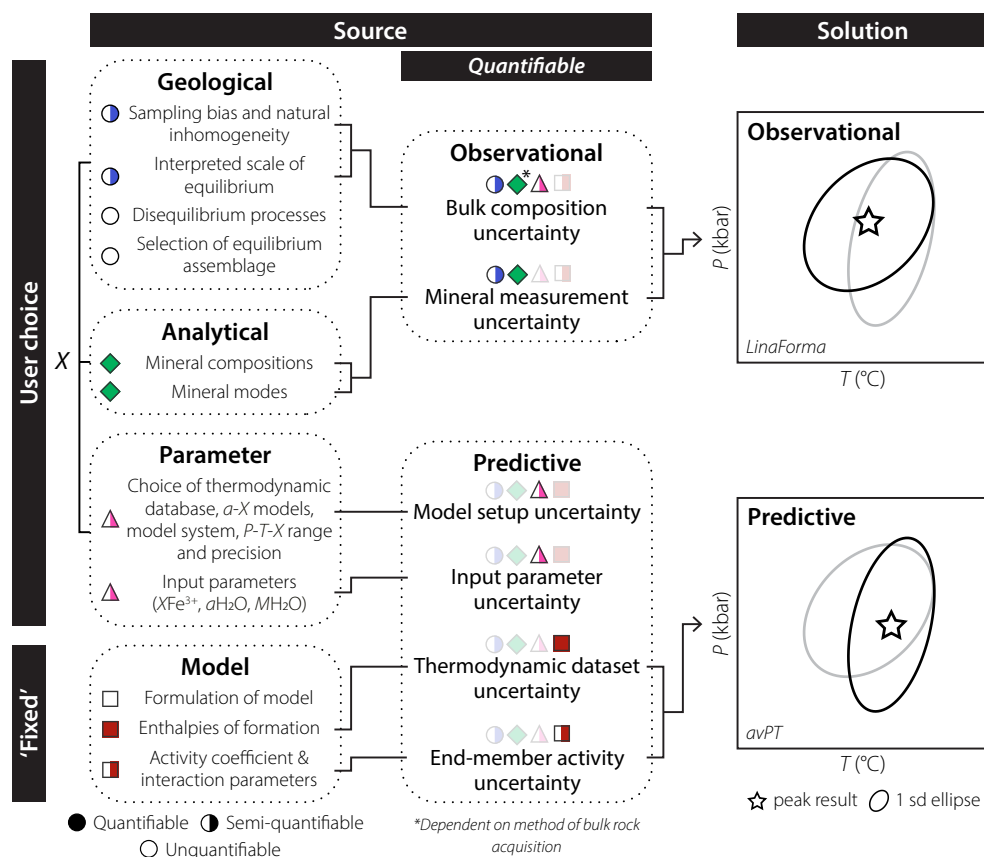 Source
Solution
Quantifiable
User choice
'Fixed'
X
Geological
Sampling bias and natural
inhomogeneity
Interpreted scale of
equilibrium
Disequilibrium processes
Selection of equilibrium
assemblage
Analytical
Mineral compositions
Mineral modes
Parameter
Choice of thermodynamic
database, a-X models,
model system, P-T-X range
and precision
Input parameters
(XFe³⁺, aH₂O, MH₂O)
Model
Formulation of model
Enthalpies of formation
Activity coefficient &
interaction parameters
Observational
*
Bulk composition
uncertainty
Mineral measurement
uncertainty
Predictive
Model setup uncertainty
Input parameter
uncertainty
Thermodynamic dataset
uncertainty
End-member activity
uncertainty
Observational
P (kbar)
LinaForma
T (°C)
Predictive
P (kbar)
avPT
T (°C)
peak result
1 sd ellipse
Quantifiable
Semi-quantifiable
Unquantifiable
*Dependent on method of bulk rock
acquisition